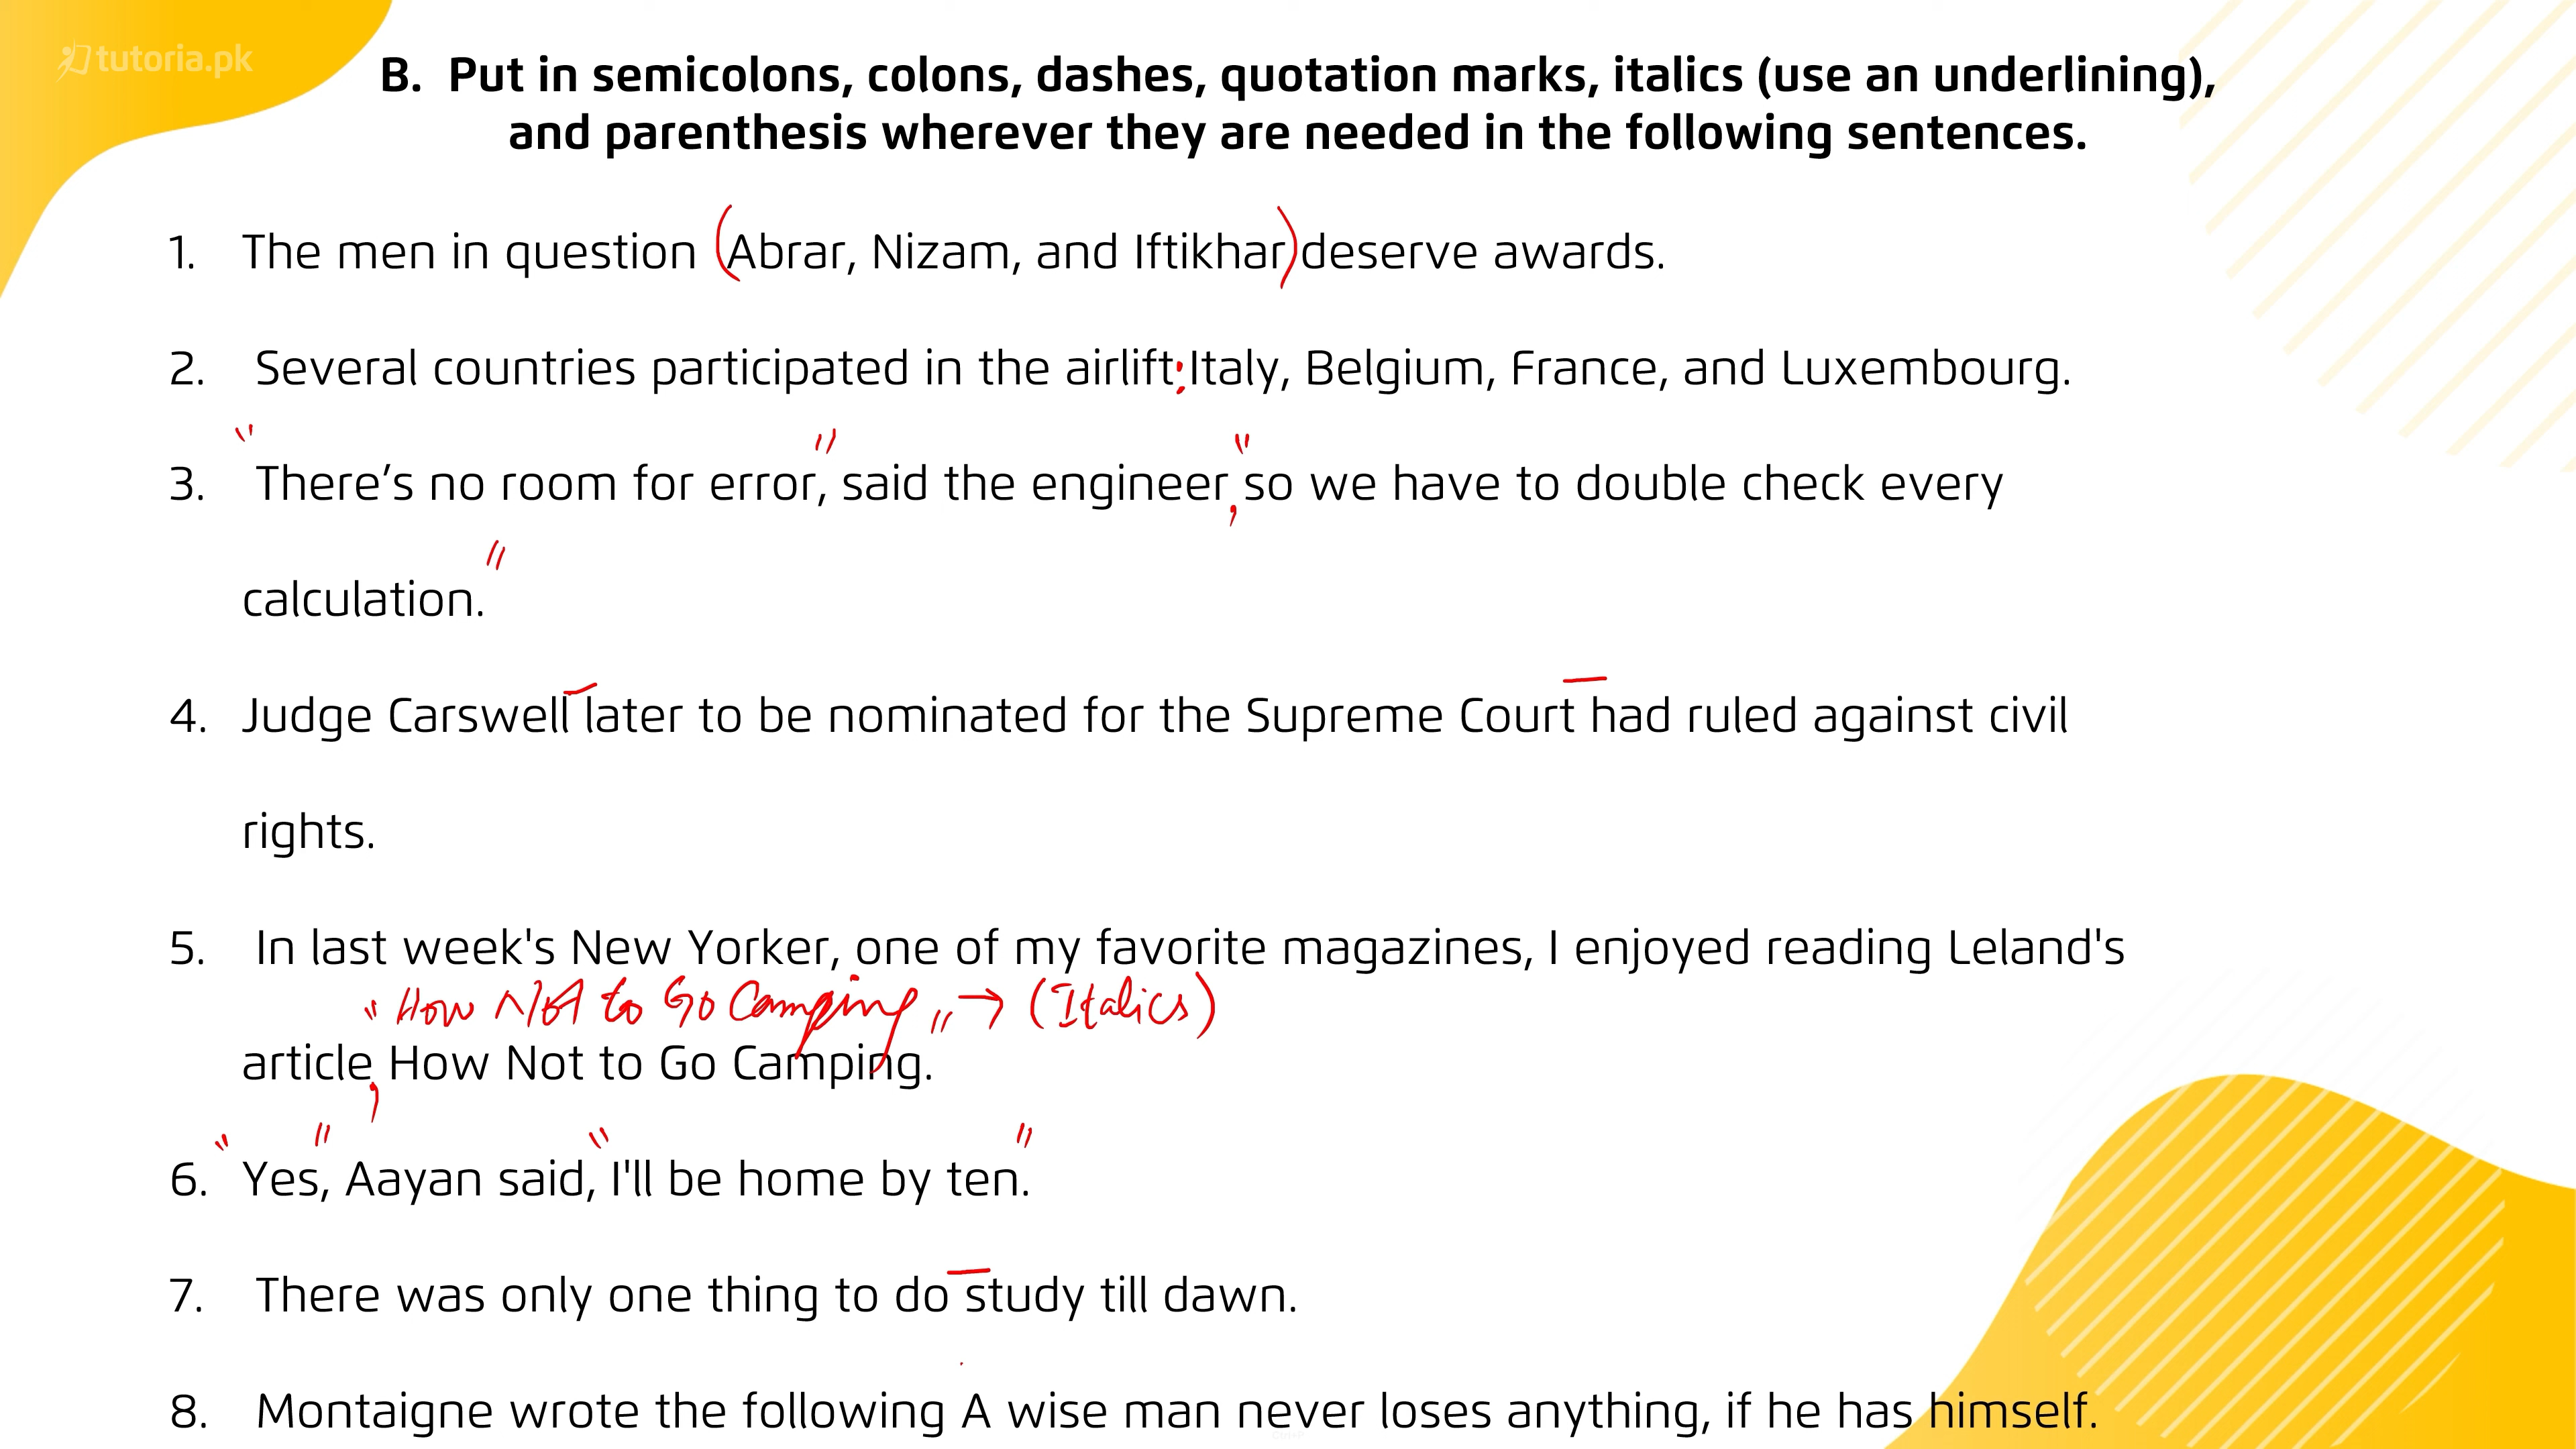 tutoria.pk
B. Put in semicolons, colons, dashes, quotation marks, italics (use an underlining),
and parenthesis wherever they are needed in the following sentences.
1. The men in question (Abrar, Nizam, and Iftikhar) deserve awards.
2. Several countries participated in the airlift; Italy, Belgium, France, and Luxembourg.
3. "There’s no room for error," said the engineer, "so we have to double check every
calculation."
4. Judge Carswell – later to be nominated for the Supreme Court – had ruled against civil
rights.
5. In last week's New Yorker, one of my favorite magazines, I enjoyed reading Leland's
"How Not to Go Camping" → (Italics)
article, How Not to Go Camping.
6. "Yes," Aayan said, "I'll be home by ten."
7. There was only one thing to do – study till dawn.
8. Montaigne wrote the following A wise man never loses anything, if he has himself.